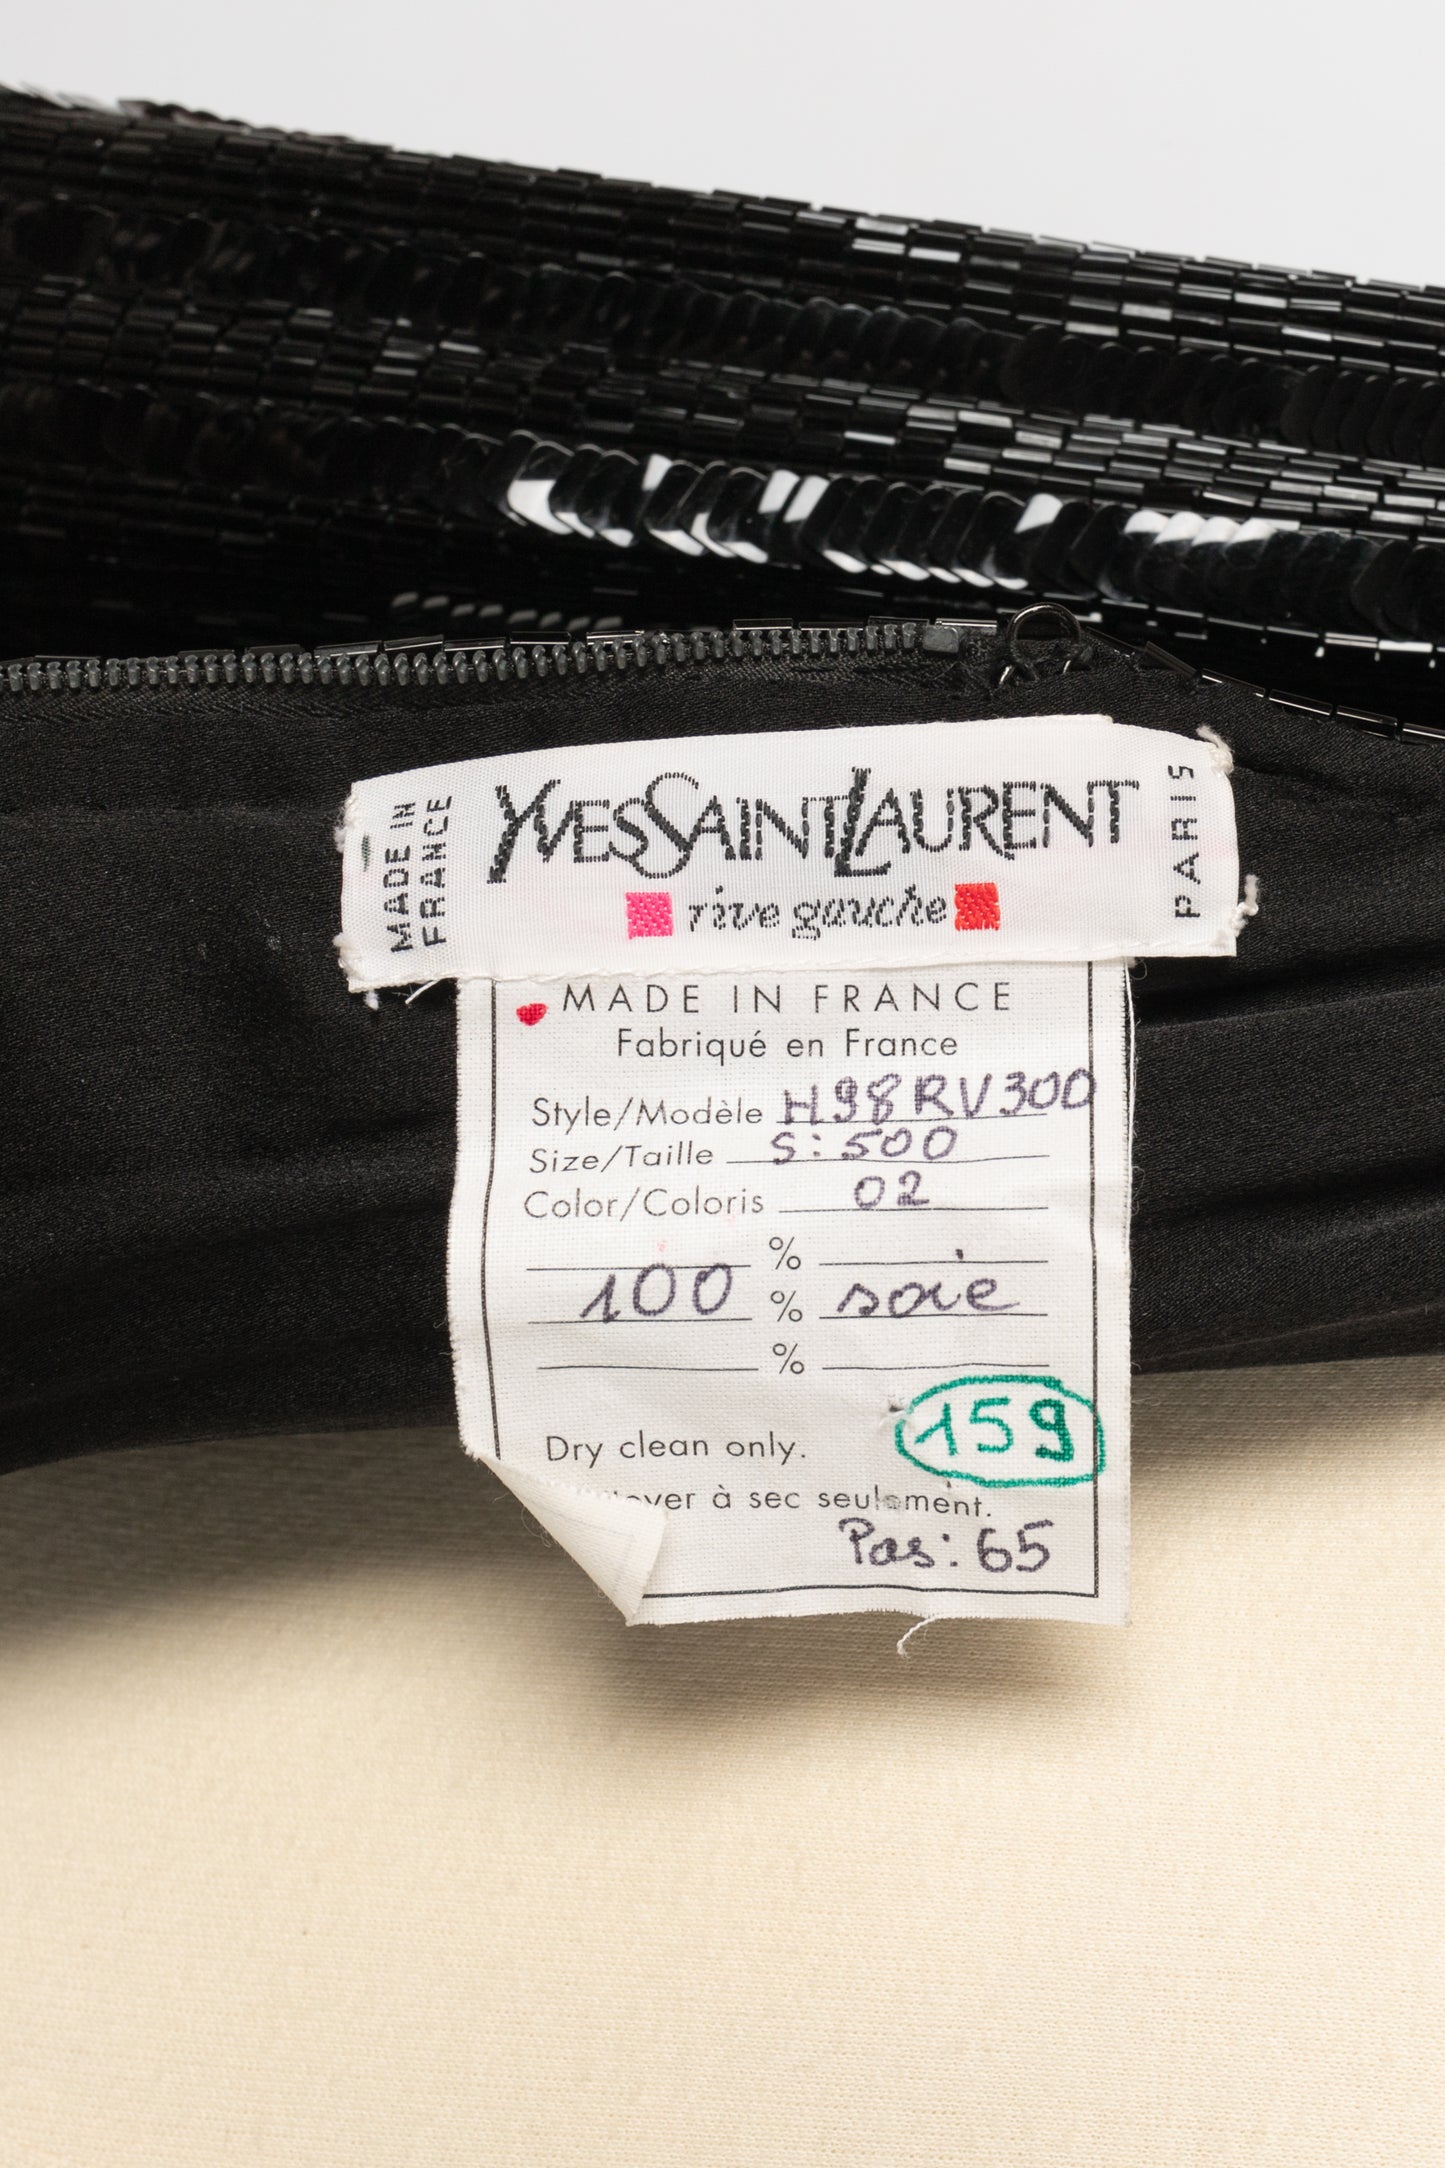 MADE IN
FRANCE
YVESSAINTLAURENT
rive gauche
PARIS
MADE IN FRANCE
Fabriqué en France
Style/Modèle H98RV300
Size/Taille S:500
Color/Coloris 02
%
100 % soie
%
159
Dry clean only.
à sec seulement.
Pas: 65